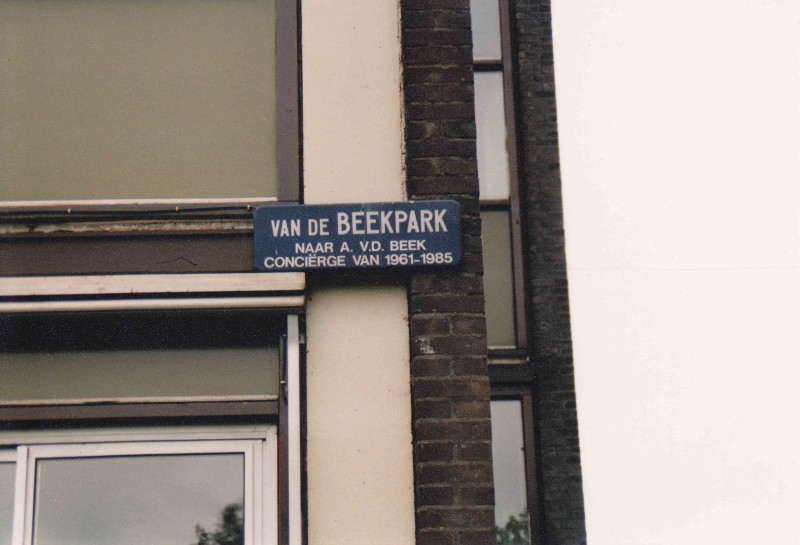 VAN DE BEEKPARK
NAAR A. V.D. BEEK
CONCIËRGE VAN 1961-1985